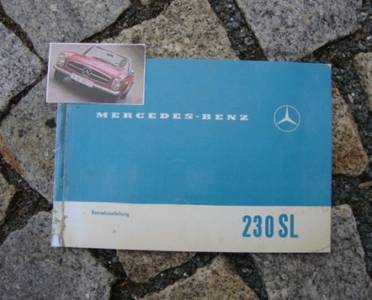 MERCEDES-BENZ
Betriebsanleitung
230 SL